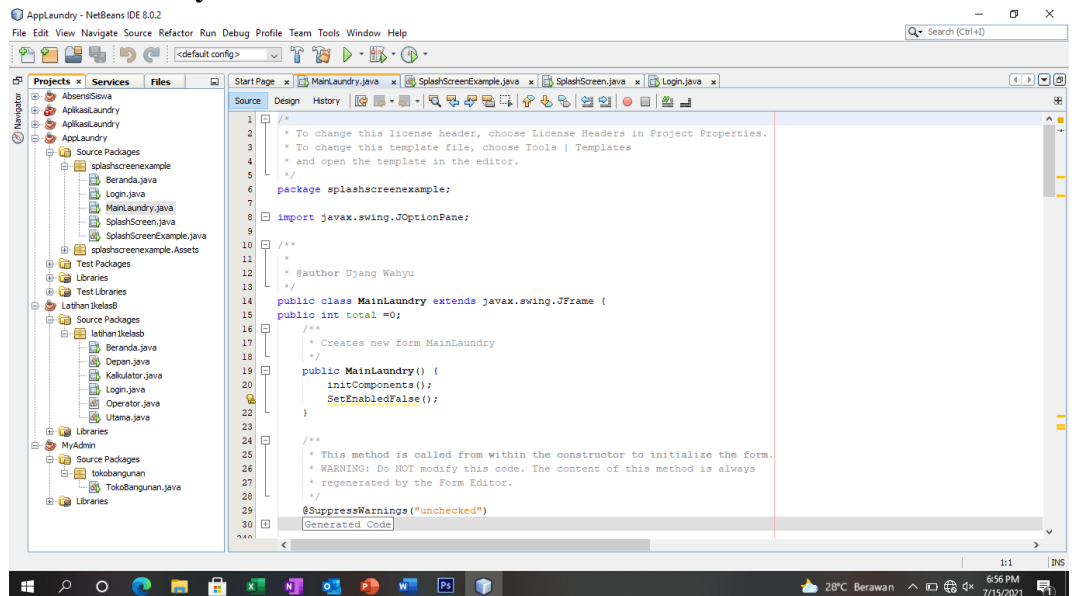 AppLaundry - NetBeans IDE 8.0.2
File Edit View Navigate Source Refactor Run Debug Profile Team Tools Window Help
Search (Ctrl+I)
<default config>
Projects Services Files
Start Page MainLaundry.java SplashScreenExample.java SplashScreen.java Login.java
Navigator
AbsensiSiswa
AplikasiLaundry
AplikasiLaundry
AppLaundry
Source Packages
splashscreenexample
Beranda.java
Login.java
MainLaundry.java
SplashScreen.java
SplashScreenExample.java
splashscreenexample.Assets
Test Packages
Libraries
Test Libraries
Latihan1kelasB
Source Packages
latihan1kelasb
Beranda.java
Depan.java
Kalkulator.java
Login.java
Operator.java
Utama.java
Libraries
MyAdmin
Source Packages
tokobangunan
TokoBangunan.java
Libraries
Source Design History
1 /*
2 * To change this license header, choose License Headers in Project Properties.
3 * To change this template file, choose Tools | Templates
4 * and open the template in the editor.
5 */
6 package splashscreenexample;
7
8 import javax.swing.JOptionPane;
9
10 /**
11 *
12 * @author Ujang Wahyu
13 */
14 public class MainLaundry extends javax.swing.JFrame {
15 public int total =0;
16 /**
17 * Creates new form MainLaundry
18 */
19 public MainLaundry() {
20 initComponents();
SetEnabledFalse();
22 }
23
24 /**
25 * This method is called from within the constructor to initialize the form.
26 * WARNING: Do NOT modify this code. The content of this method is always
27 * regenerated by the Form Editor.
28 */
29 @SuppressWarnings("unchecked")
30 Generated Code
1:1 INS
28°C Berawan
6:56 PM
7/15/2021